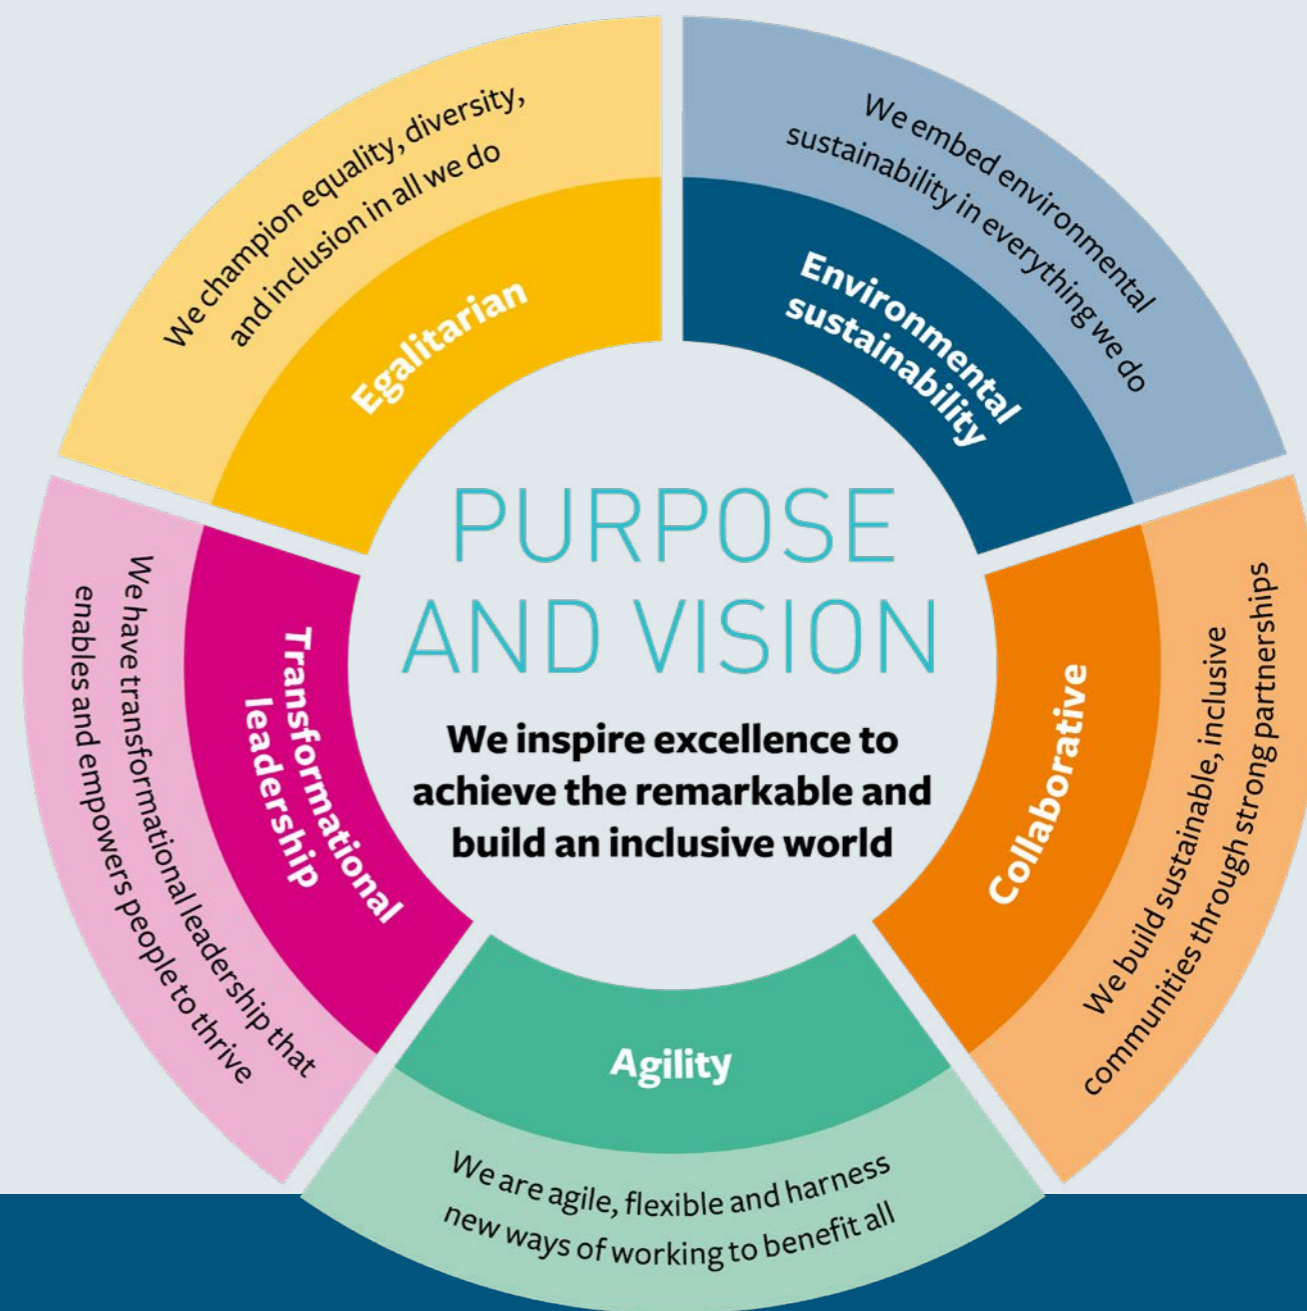 PURPOSE
AND VISION
We inspire excellence to
achieve the remarkable and
build an inclusive world
We embed environmental
sustainability in everything we do
Environmental
sustainability
We build sustainable, inclusive
communities through strong partnerships
Collaborative
Agility
We are agile, flexible and harness
new ways of working to benefit all
We have transformational leadership that
enables and empowers people to thrive
Transformational
leadership
We champion equality, diversity,
and inclusion in all we do
Egalitarian